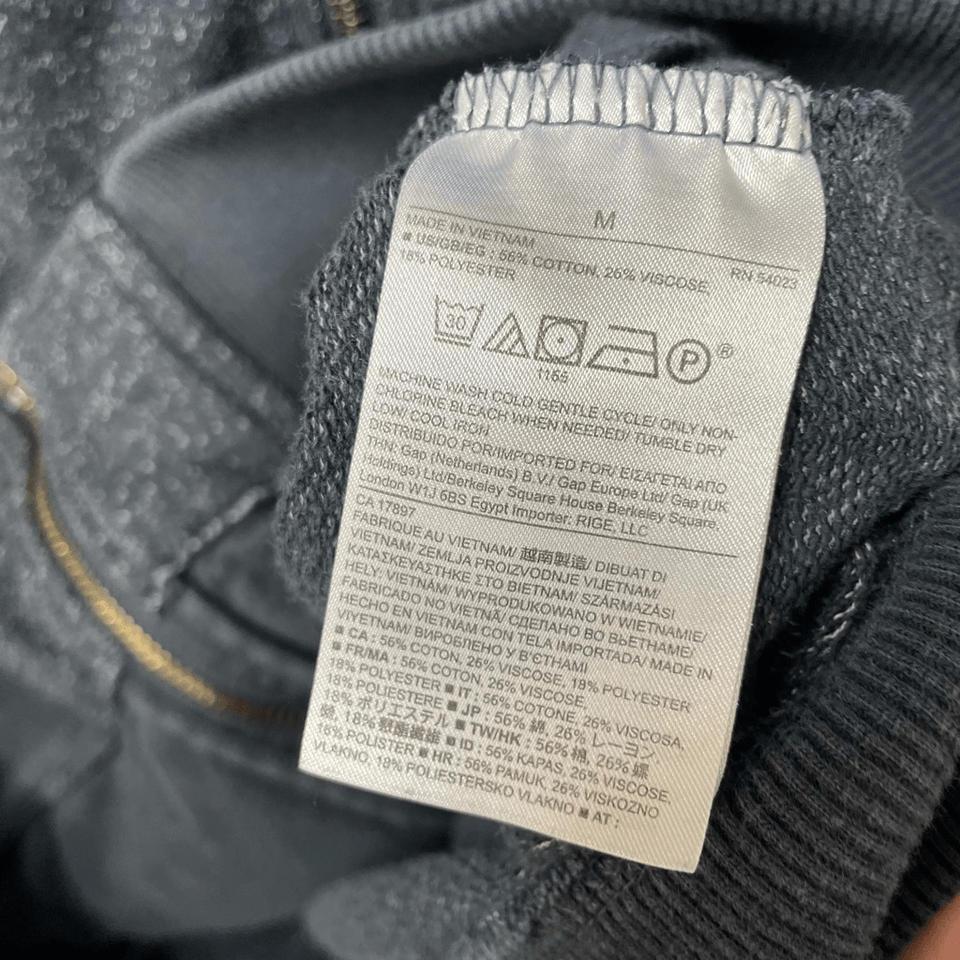 M
MADE IN VIETNAM
RN 54023
■ US/GB/EG : 56% COTTON, 26% VISCOSE,
18% POLYESTER
30
P ®
1165
MACHINE WASH COLD GENTLE CYCLE/ ONLY NON-
CHLORINE BLEACH WHEN NEEDED/ TUMBLE DRY
LOW/ COOL IRON.
DISTRIBUIDO POR/IMPORTED FOR/ ΕΙΣΑΓΕΤΑΙ ΑΠΟ
ΤΗΝ: Gap (Netherlands) B.V./ Gap Europe Ltd/ Gap (UK
Holdings) Ltd/Berkeley Square House Berkeley Square,
London W1J 6BS Egypt Importer: RIGE, LLC
CA 17897
FABRIQUE AU VIETNAM/ 越南製造/ DIBUAT DI
VIETNAM/ ZEMLJA PROIZVODNJE VIJETNAM/
ΚΑΤΑΣΚΕΥΑΣΤΗΚΕ ΣΤΟ ΒΙΕΤΝΑΜ/ SZÁRMAZÁSI
HELY: VIETNÁM/ WYPRODUKOWANO W WIETNAMIE/
FABRICADO NO VIETNÃ/ СДЕЛАНО ВО ВЬЕТНАМЕ/
HECHO EN VIETNAM CON TELA IMPORTADA/ MADE IN
VIYETNAM/ ВИРОБЛЕНО У В'ЄТНАМІ
■ CA : 56% COTON, 26% VISCOSE, 18% POLYESTER
■ FR/MA : 56% COTON, 26% VISCOSE,
18% POLYESTER ■ IT : 56% COTONE, 26% VISCOSA,
18% POLIESTERE ■ JP : 56% 綿, 26% レーヨン,
18% ポリエステル ■ TW/HK : 56% 棉, 26% 嫘
縈, 18% 聚酯纖維 ■ ID : 56% KAPAS, 26% VISKOSE,
18% POLISTER ■ HR : 56% PAMUK, 26% VISKOZNO
VLAKNO, 18% POLIESTERSKO VLAKNO ■ AT :